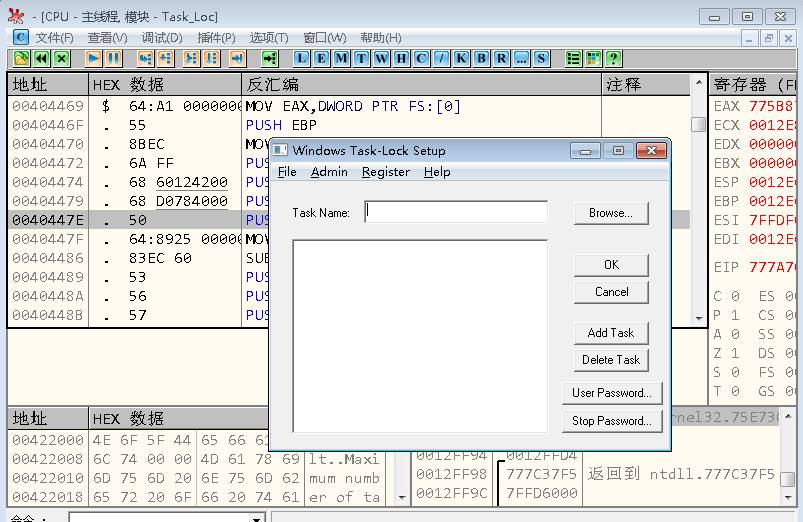 - [CPU - 主线程, 模块 - Task_Loc]
C 文件(F) 查看(V) 调试(D) 插件(P) 选项(T) 窗口(W) 帮助(H)
L E M T W H C / K B R ... S ?
地址 HEX 数据 反汇编 注释 寄存器 (F
00404469 $ 64:A1 0000000 MOV EAX,DWORD PTR FS:[0] EAX 775B8
0040446F . 55 PUSH EBP ECX 0012E
00404470 . 8BEC MOV EDX 00000
00404472 . 6A FF PUS EBX 00000
00404474 . 68 60124200 PUS ESP 0012E
00404479 . 68 D0784000 PUS EBP 0012E
0040447E . 50 PUS ESI 7FFDF
0040447F . 64:8925 00000 MOV EDI 0012E
00404486 . 83EC 60 SUB EIP 777A7
00404489 . 53 PUS
0040448A . 56 PUS C 0 ES 0
0040448B . 57 PUS P 1 CS 0
A 0 SS 0
Z 1 DS 0
S 0 FS 0
T 0 GS 0
Windows Task-Lock Setup
File Admin Register Help
Task Name: Browse...
OK
Cancel
Add Task
Delete Task
User Password...
Stop Password...
地址 HEX 数据 rnel32.75E73
00422000 4E 6F 5F 44 65 66 6
00422008 6C 74 00 00 4D 61 78 69 lt..Maxi 0012FF94 0012FFD4
00422010 6D 75 6D 20 6E 75 6D 62 mum numb 0012FF98 777C37F5 返回到 ntdll.777C37F5
00422018 65 72 20 6F 66 20 74 61 er of ta 0012FF9C 7FFD6000
命令 :